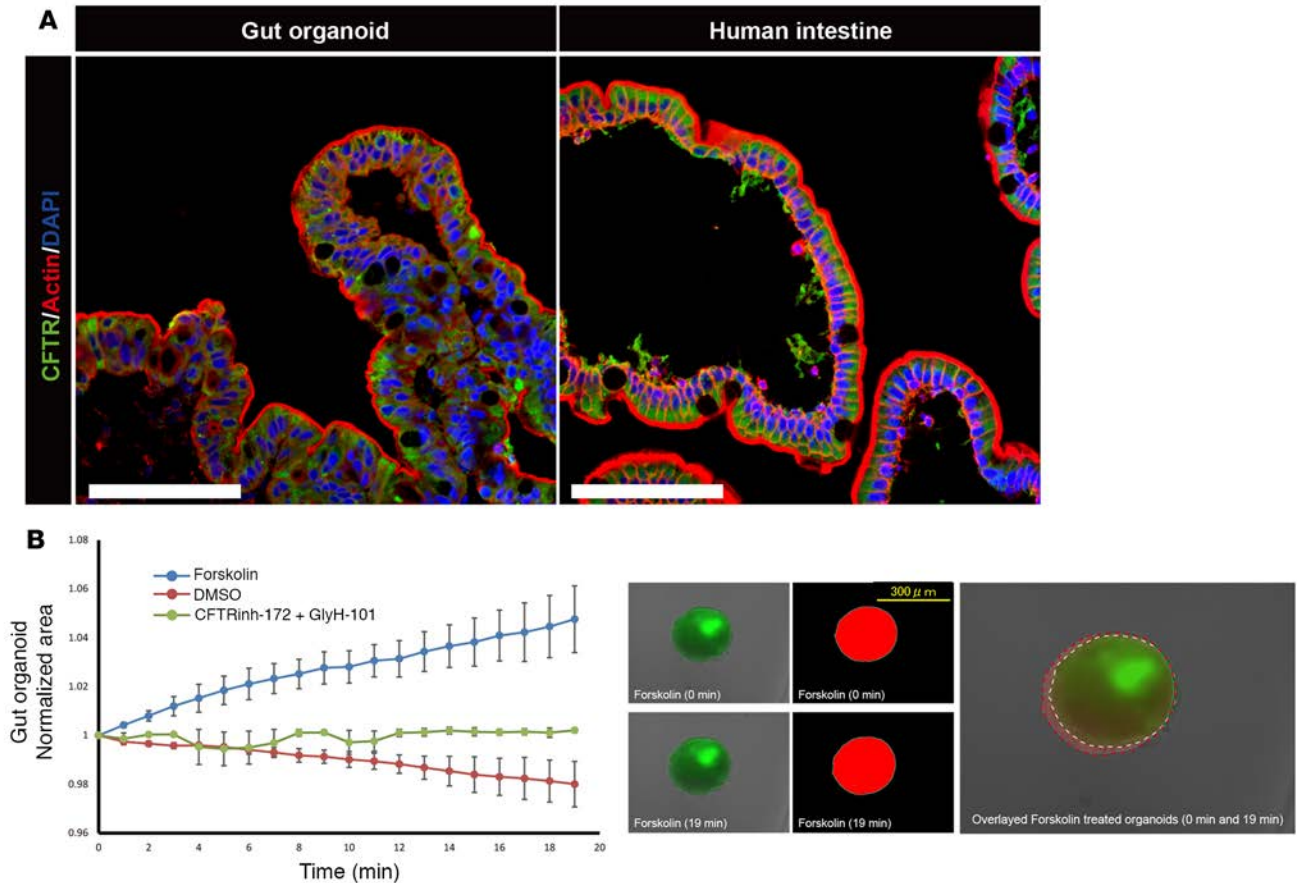 A
Gut organoid
Human intestine
CFTR/Actin/DAPI
B
Gut organoid
Normalized area
1.08
1.06
1.04
1.02
1
0.98
0.96
Forskolin
DMSO
CFTRinh-172 + GlyH-101
0 2 4 6 8 10 12 14 16 18 20
Time (min)
Forskolin (0 min)
300 μm
Forskolin (0 min)
Forskolin (19 min)
Forskolin (19 min)
Overlayed Forskolin treated organoids (0 min and 19 min)